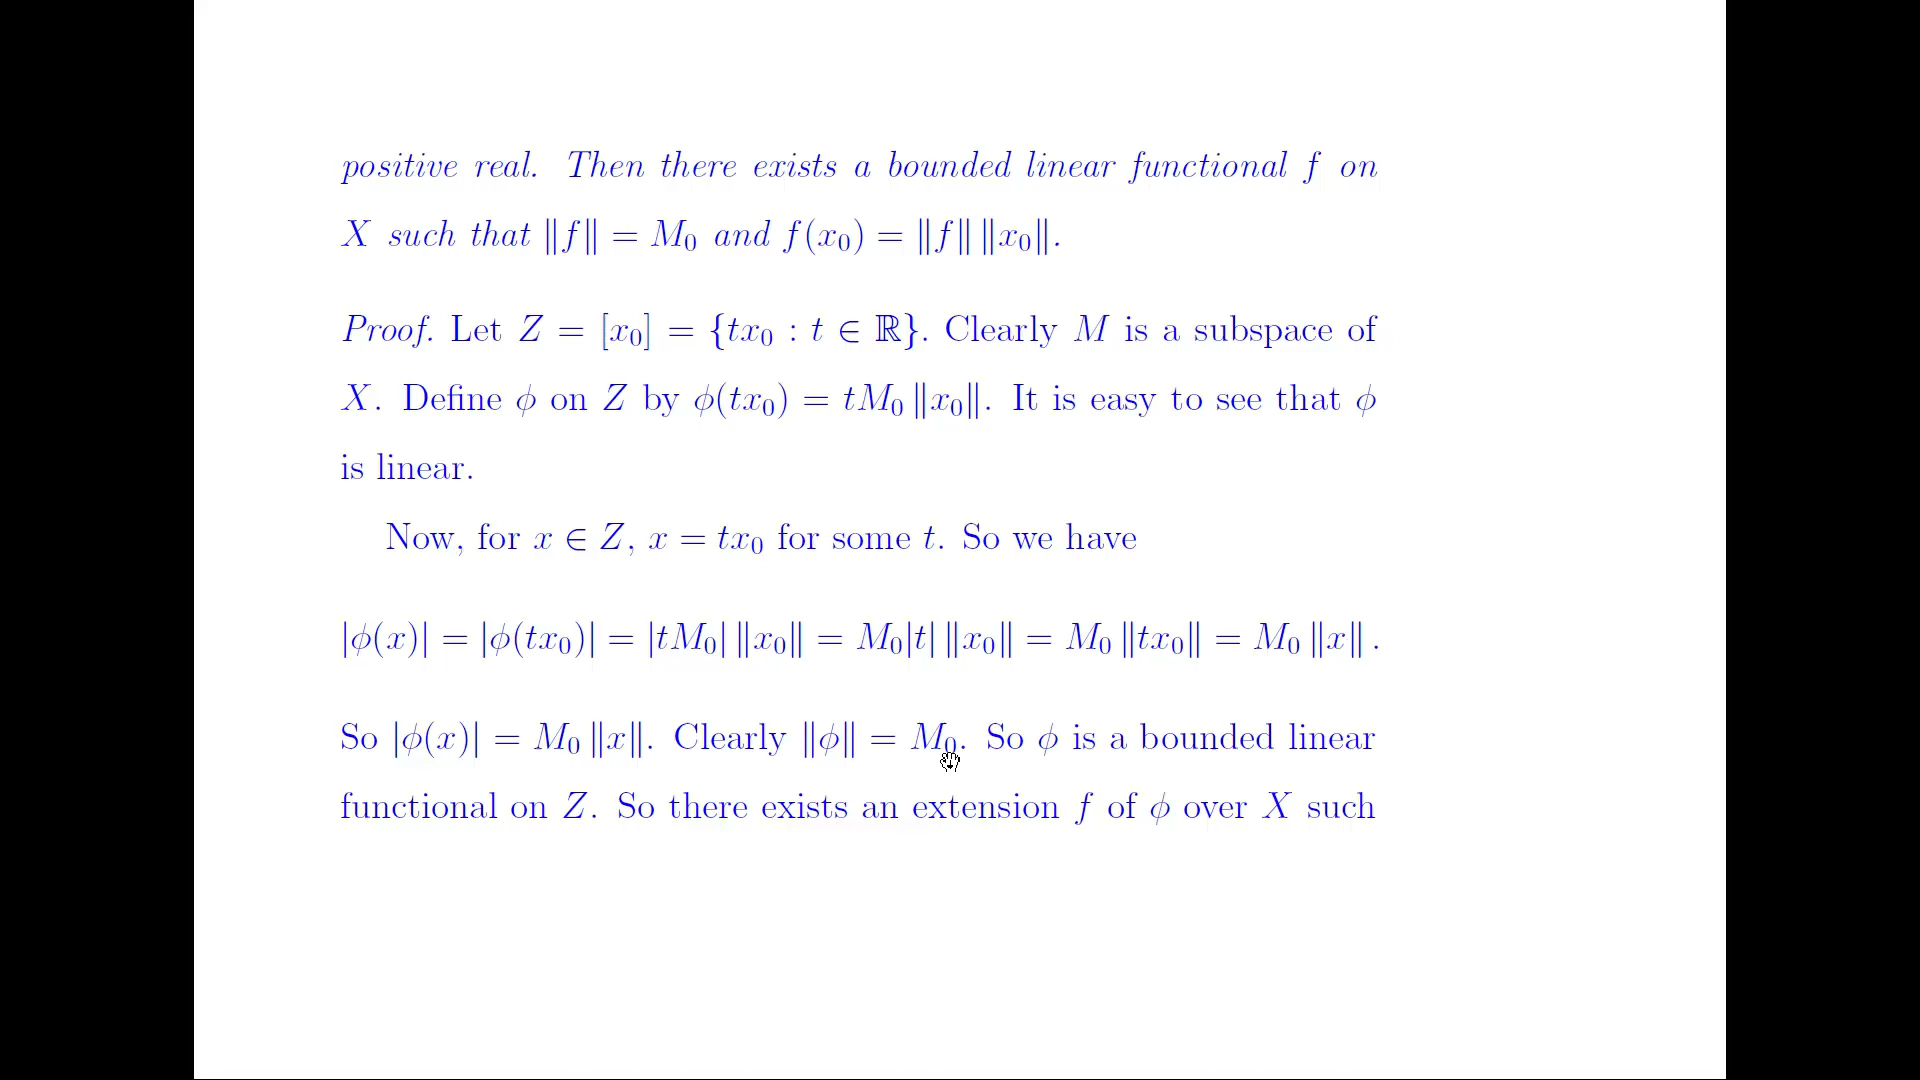 positive real. Then there exists a bounded linear functional f on
X such that ‖f‖ = M₀ and f(x₀) = ‖f‖ ‖x₀‖.
Proof. Let Z = [x₀] = {tx₀ : t ∈ ℝ}. Clearly M is a subspace of
X. Define ϕ on Z by ϕ(tx₀) = tM₀ ‖x₀‖. It is easy to see that ϕ
is linear.
Now, for x ∈ Z, x = tx₀ for some t. So we have
|ϕ(x)| = |ϕ(tx₀)| = |tM₀| ‖x₀‖ = M₀|t| ‖x₀‖ = M₀ ‖tx₀‖ = M₀ ‖x‖ .
So |ϕ(x)| = M₀ ‖x‖. Clearly ‖ϕ‖ = M₀. So ϕ is a bounded linear
functional on Z. So there exists an extension f of ϕ over X such